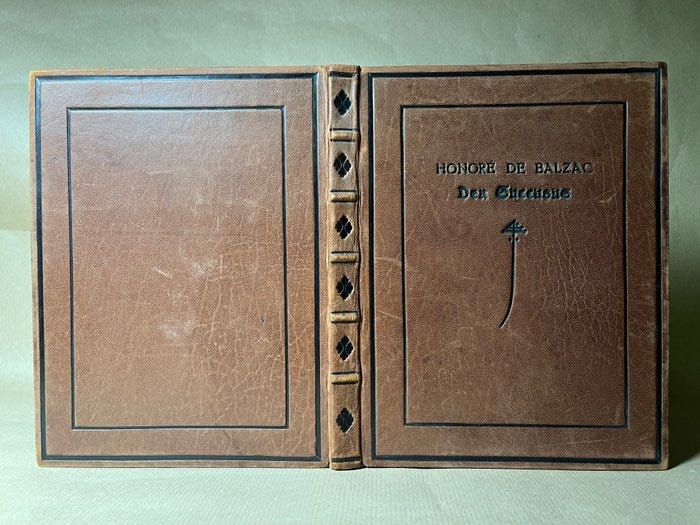 HONORÉ DE BALZAC
Der Succubus